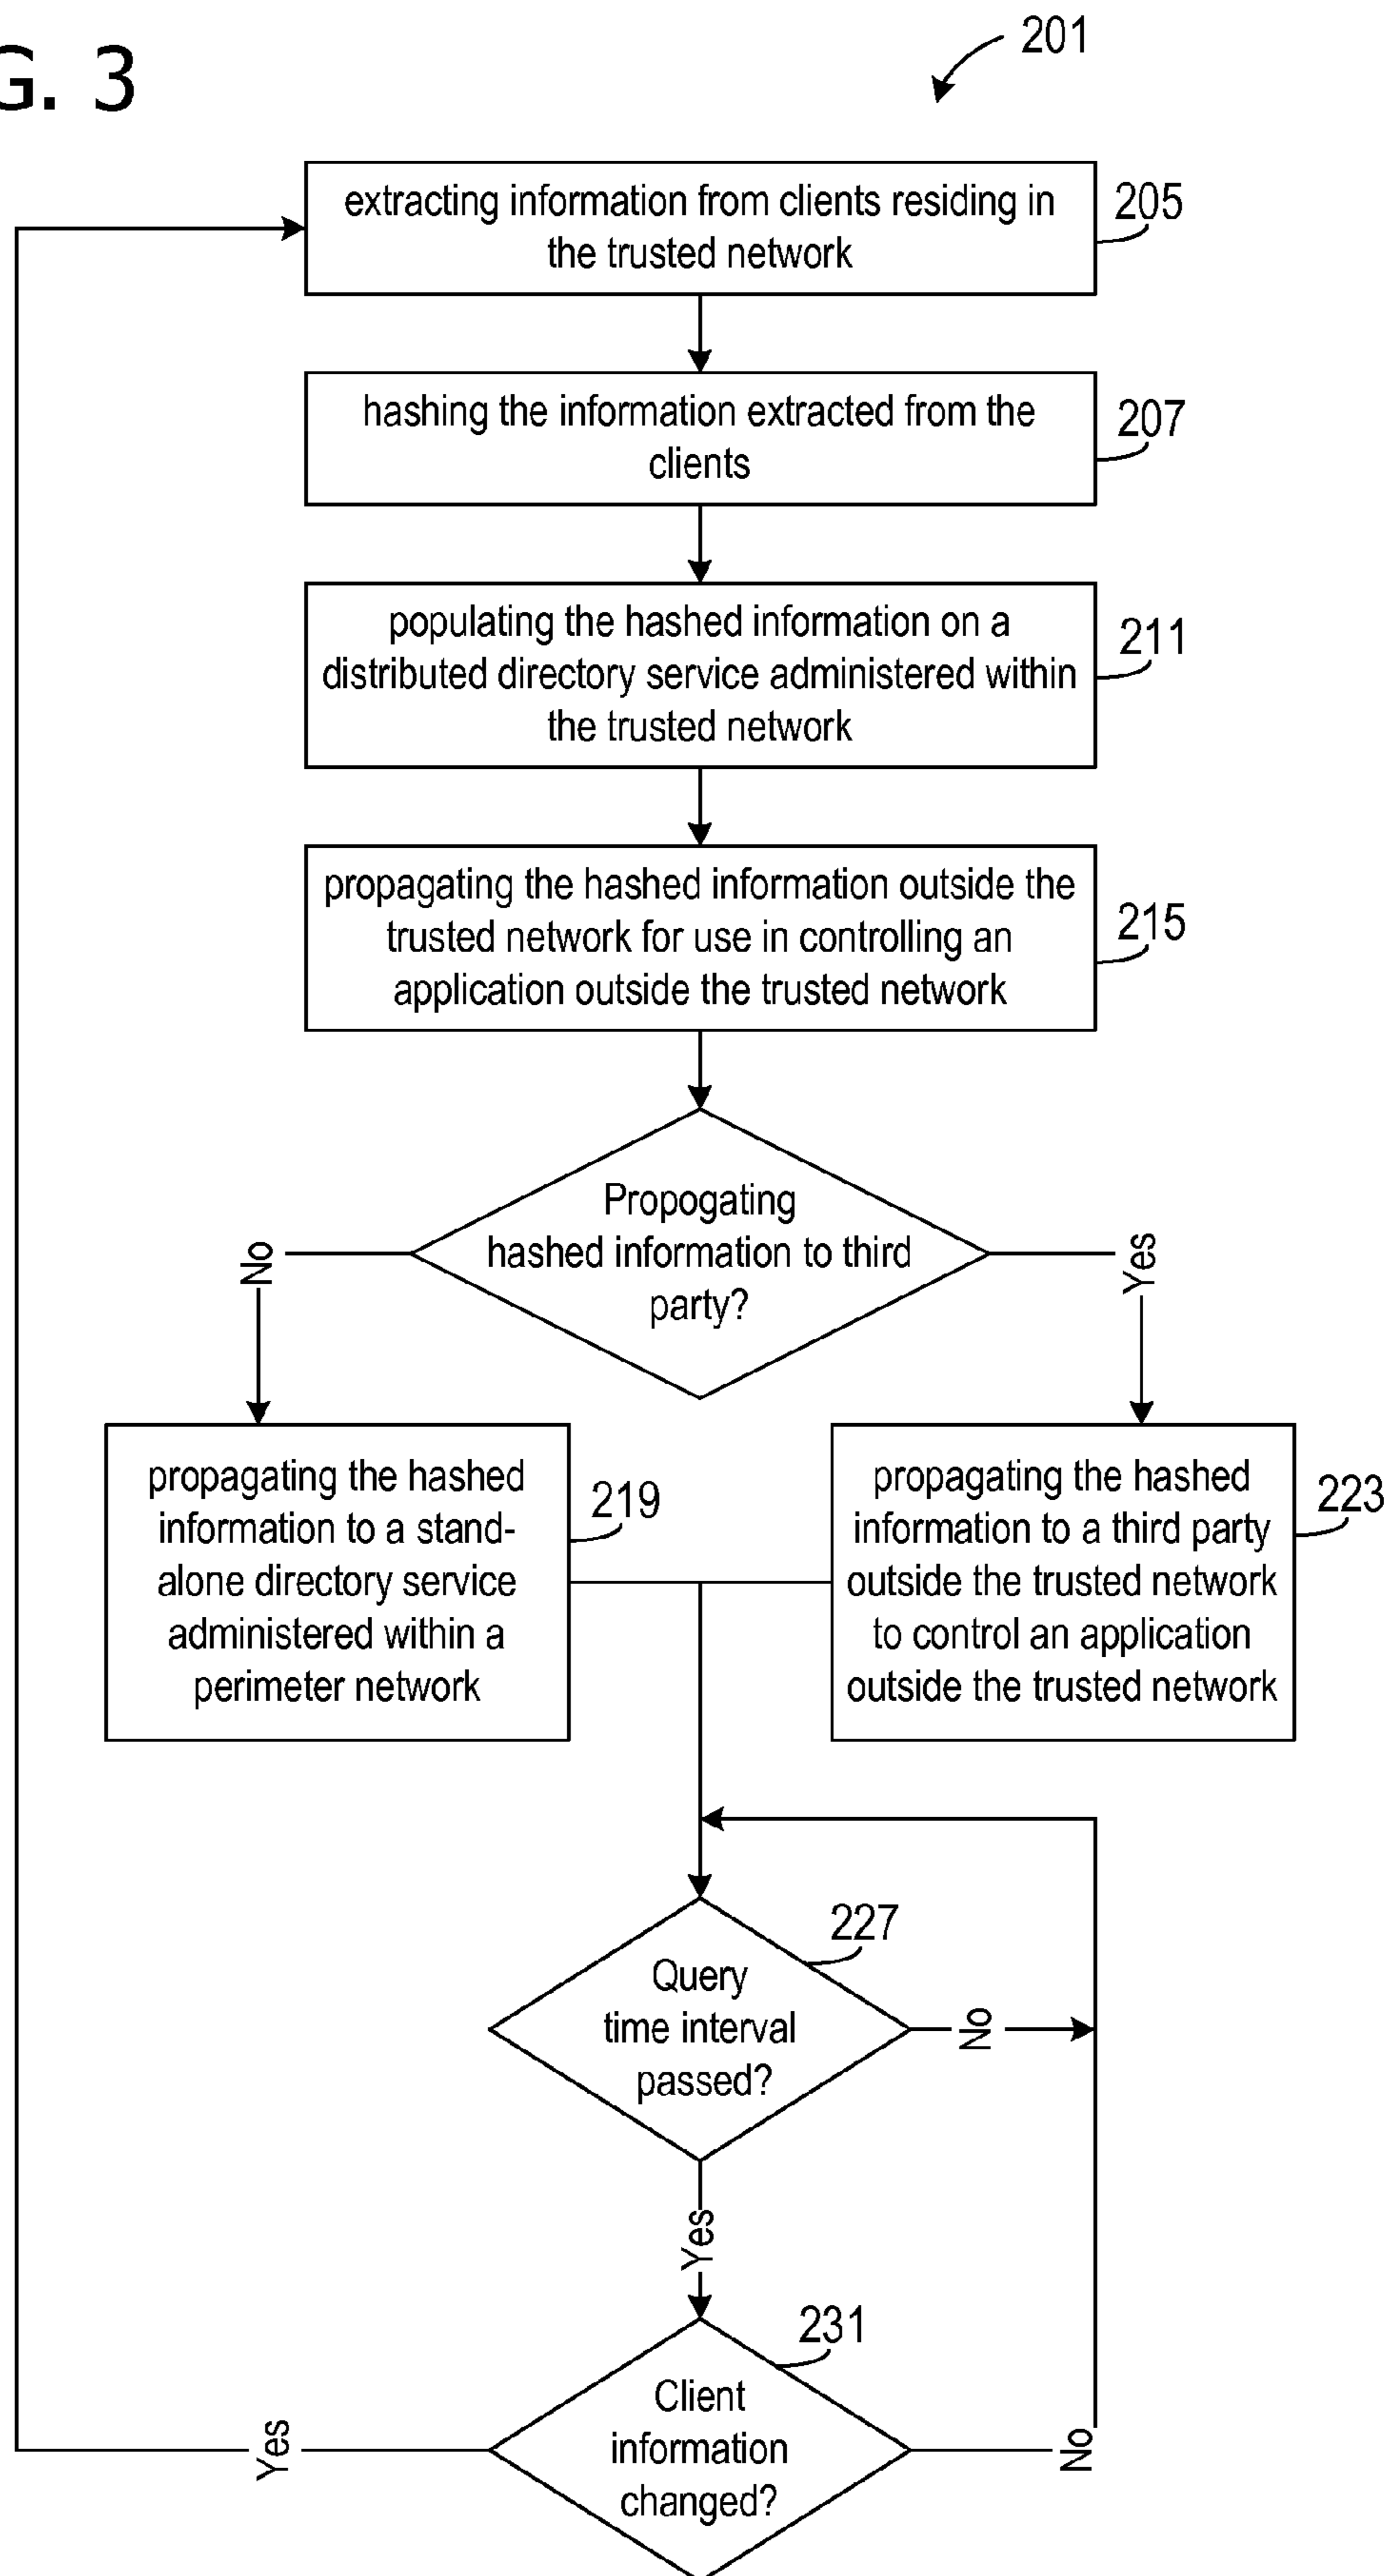 G. 3
201
extracting information from clients residing in
the trusted network
205
hashing the information extracted from the
clients
207
populating the hashed information on a
distributed directory service administered within
the trusted network
211
propagating the hashed information outside the
trusted network for use in controlling an
application outside the trusted network
215
Propogating
hashed information to third
party?
No
Yes
propagating the hashed
information to a stand-
alone directory service
administered within a
perimeter network
219
propagating the hashed
information to a third party
outside the trusted network
to control an application
outside the trusted network
223
227
Query
time interval
passed?
No
Yes
231
Client
information
changed?
Yes
No